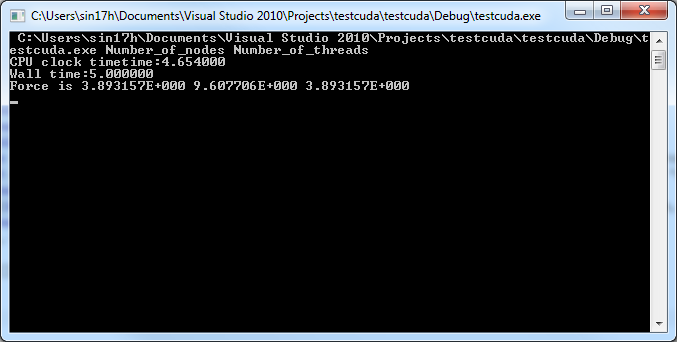 C:\Users\sin17h\Documents\Visual Studio 2010\Projects\testcuda\testcuda\Debug\testcuda.exe
C:\Users\sin17h\Documents\Visual Studio 2010\Projects\testcuda\testcuda\Debug\t
estcuda.exe Number_of_nodes Number_of_threads
CPU clock timetime:4.654000
Wall time:5.000000
Force is 3.893157E+000 9.607706E+000 3.893157E+000